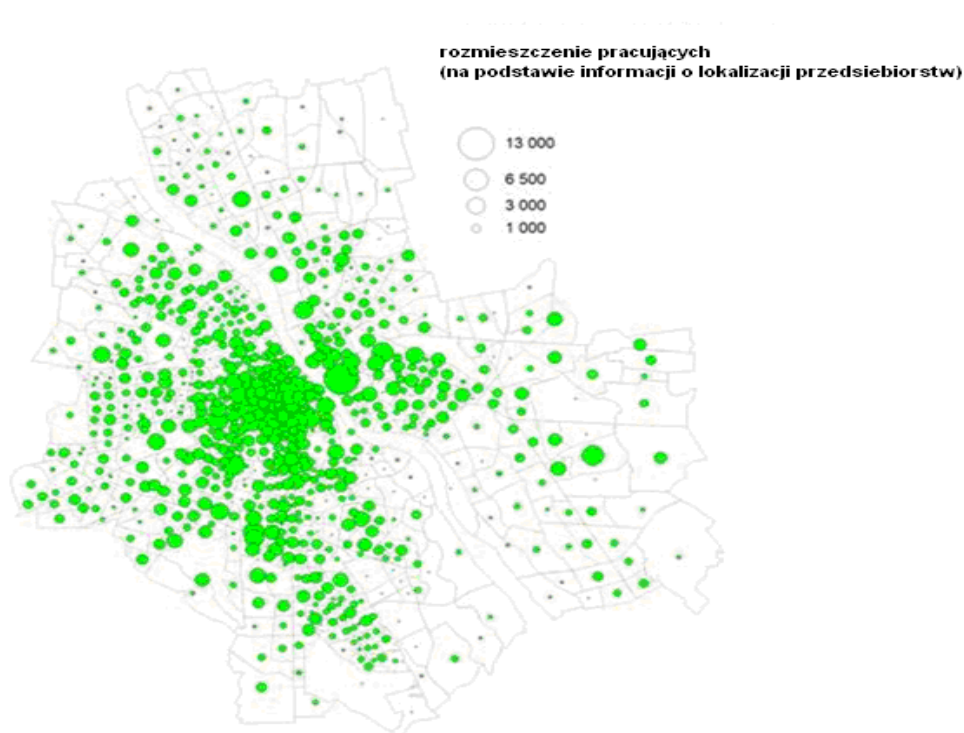 rozmieszczenie pracujących
(na podstawie informacji o lokalizacji przedsiebiorstw)
13 000
6 500
3 000
1 000